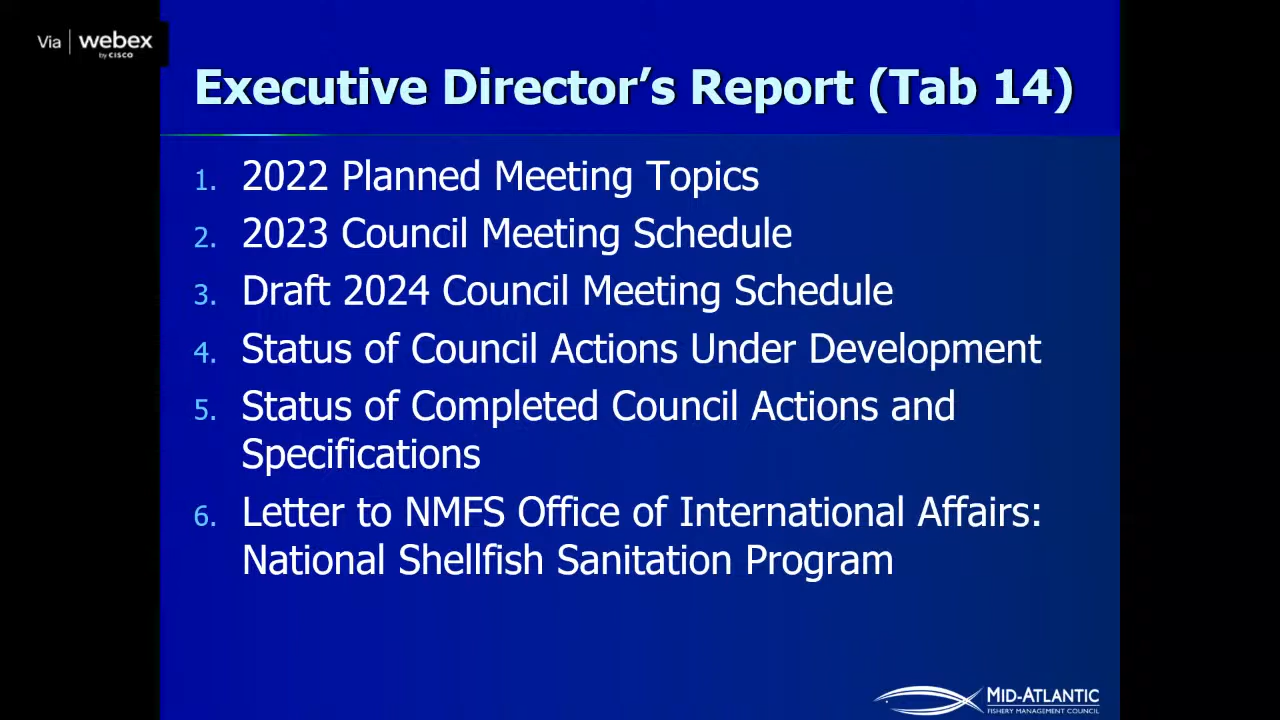 Via | webex
by CISCO
Executive Director’s Report (Tab 14)
1. 2022 Planned Meeting Topics
2. 2023 Council Meeting Schedule
3. Draft 2024 Council Meeting Schedule
4. Status of Council Actions Under Development
5. Status of Completed Council Actions and
Specifications
6. Letter to NMFS Office of International Affairs:
National Shellfish Sanitation Program
MID-ATLANTIC
FISHERY MANAGEMENT COUNCIL